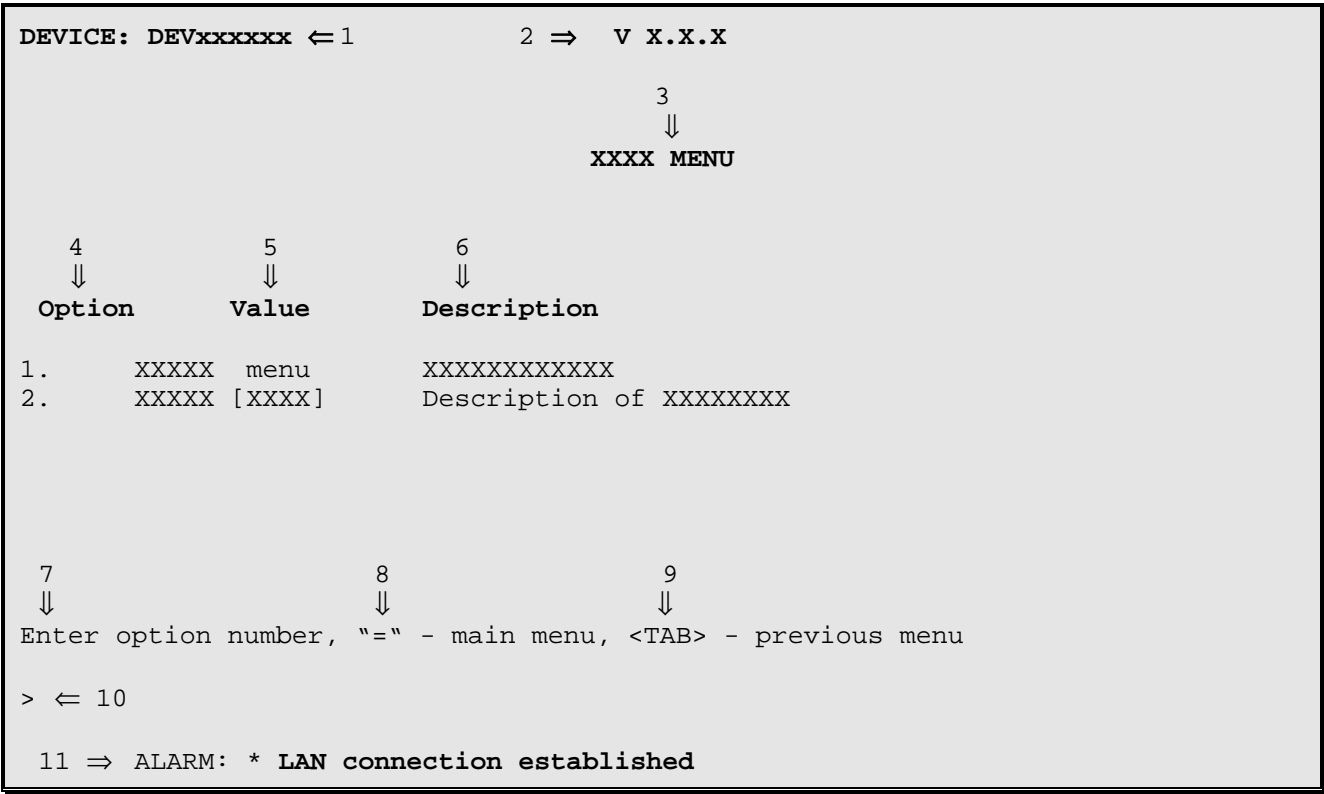 DEVICE: DEVxxxxxx ⇐ 1 2 ⇒ V X.X.X
3
⇓
XXXX MENU
4 5 6
⇓ ⇓ ⇓
Option Value Description
1. XXXXX menu XXXXXXXXXXXX
2. XXXXX [XXXX] Description of XXXXXXXX
7 8 9
⇓ ⇓ ⇓
Enter option number, “=“ - main menu, <TAB> - previous menu
> ⇐ 10
11 ⇒ ALARM: * LAN connection established